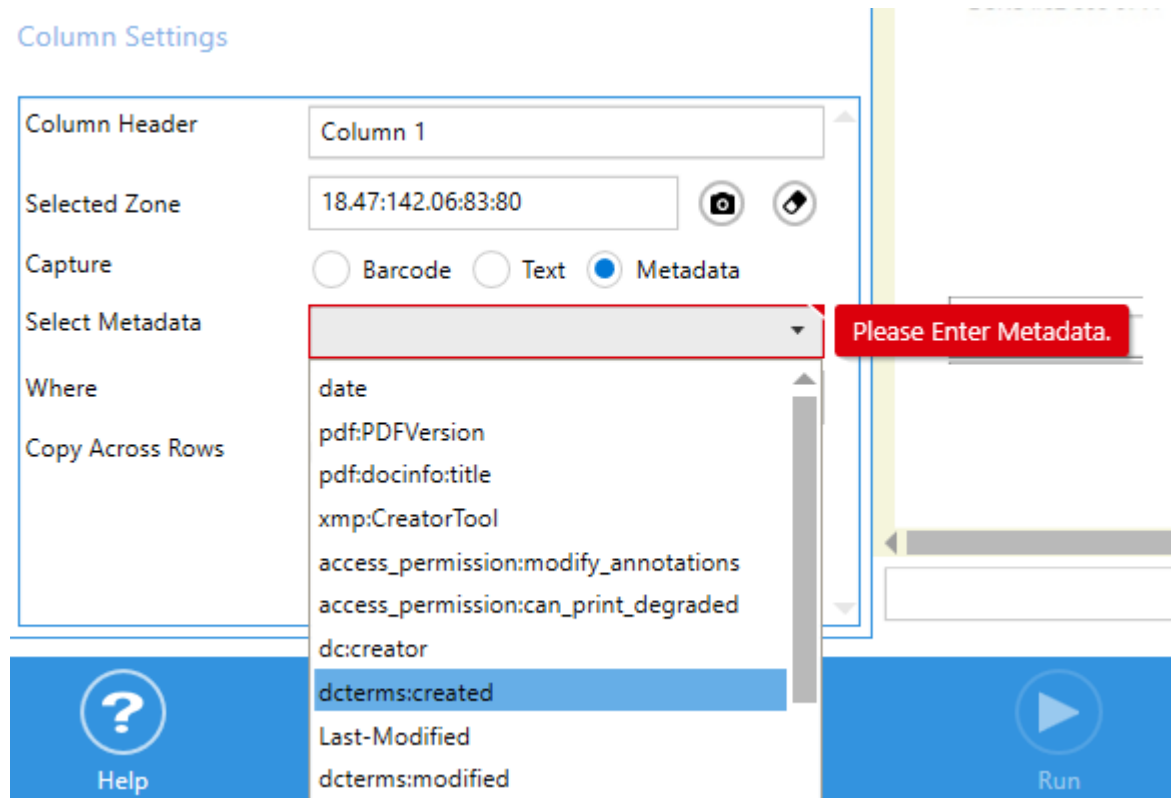 Column Settings
Column Header
Column 1
Selected Zone
18.47:142.06:83:80
Capture
Barcode
Text
Metadata
Select Metadata
Please Enter Metadata.
Where
Copy Across Rows
date
pdf:PDFVersion
pdf:docinfo:title
xmp:CreatorTool
access_permission:modify_annotations
access_permission:can_print_degraded
dc:creator
dcterms:created
Last-Modified
dcterms:modified
Help
Run